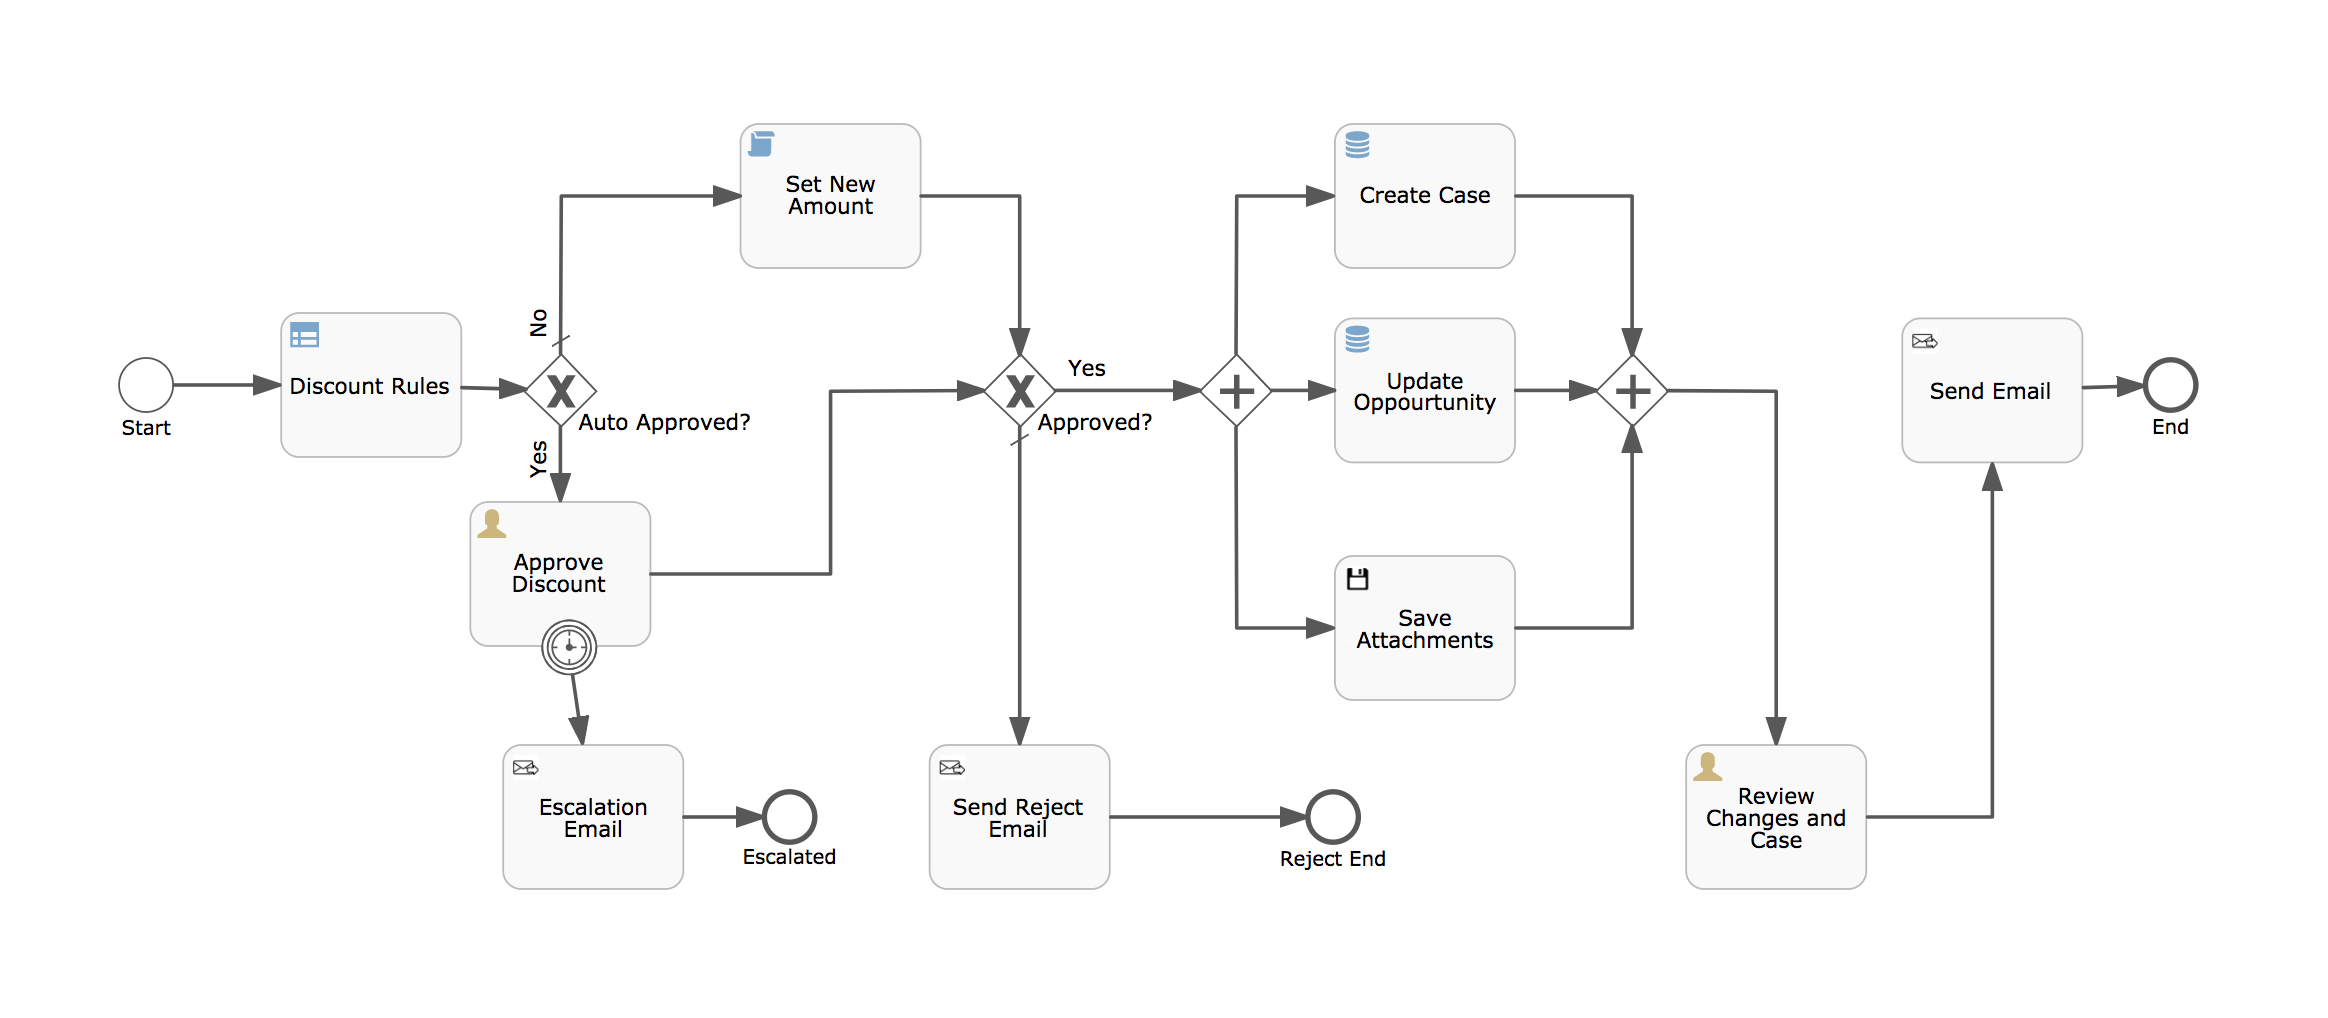 Set New
Amount
Create Case
No
Start
Discount Rules
Auto Approved?
Yes
Yes
Approved?
Update
Oppourtunity
Send Email
End
Approve
Discount
Save
Attachments
Escalation
Email
Escalated
Send Reject
Email
Reject End
Review
Changes and
Case